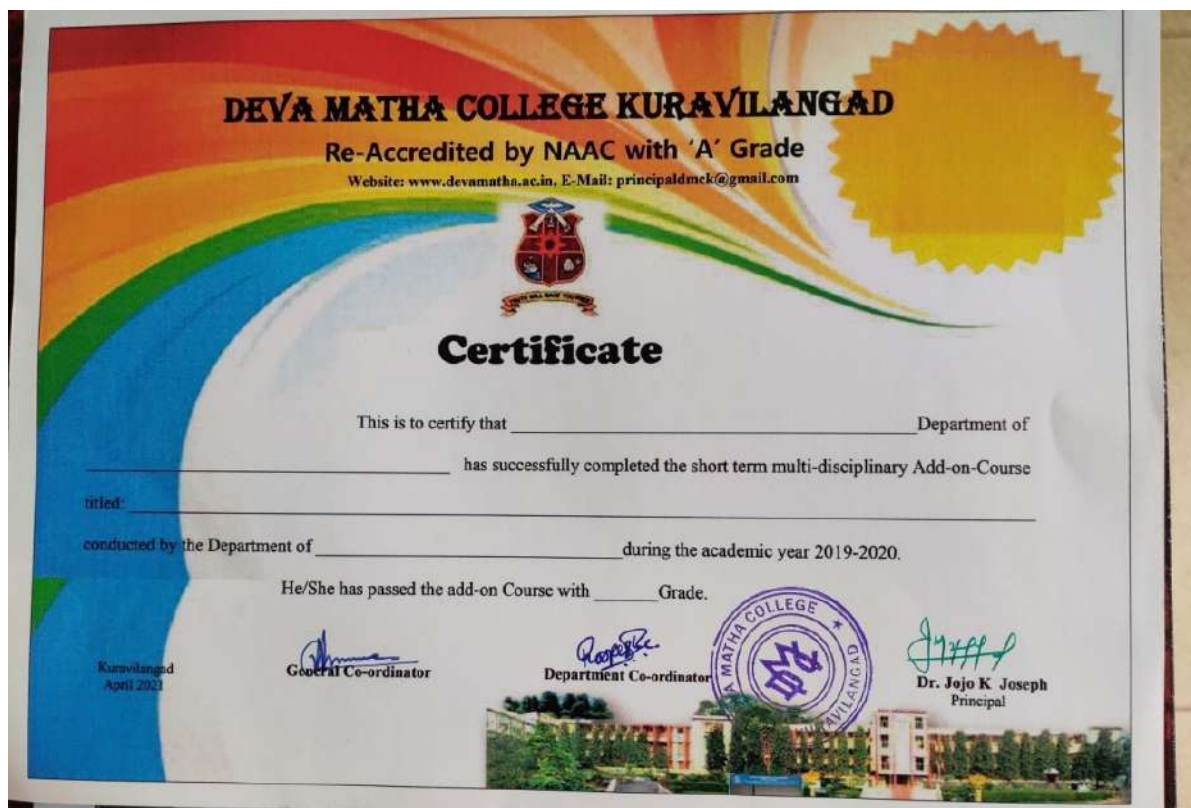 DEVA MATHA COLLEGE KURAVILANGAD
Re-Accredited by NAAC with 'A' Grade
Website: www.devamatha.ac.in, E-Mail: principaldmck@gmail.com
Certificate
This is to certify that Department of
has successfully completed the short term multi-disciplinary Add-on-Course
titled:
conducted by the Department of during the academic year 2019-2020.
He/She has passed the add-on Course with Grade.
Kuravilangad
April 2021
General Co-ordinator
Department Co-ordinator
MATHA COLLEGE
Dr. Jojo K Joseph
Principal